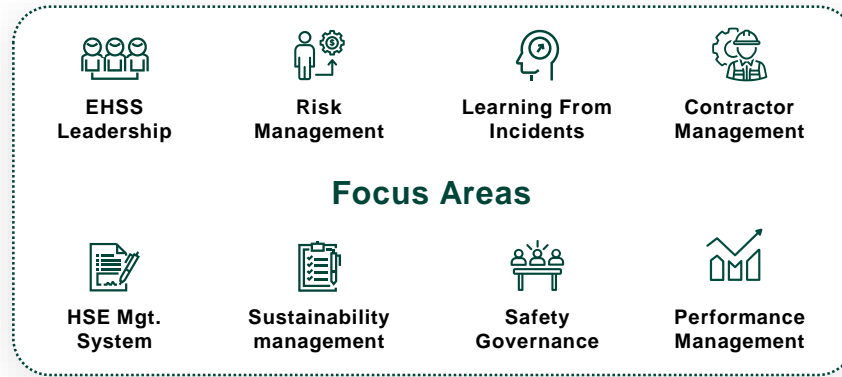 EHSS
Leadership
Risk
Management
Learning From
Incidents
Contractor
Management
Focus Areas
HSE Mgt.
System
Sustainability
management
Safety
Governance
Performance
Management